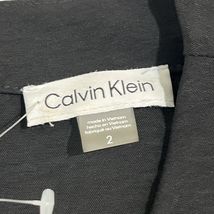 Calvin Klein
made in Vietnam
hecho en Vietnam
fabriqué au Vietnam
2